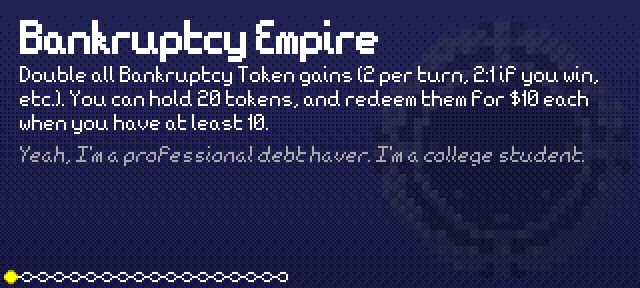 Bankruptcy Empire
Double all Bankruptcy Token gains (2 per turn, 2:1 if you win,
etc.). You can hold 20 tokens, and redeem them for $10 each
when you have at least 10.
Yeah, I'm a professional debt haver. I'm a college student.